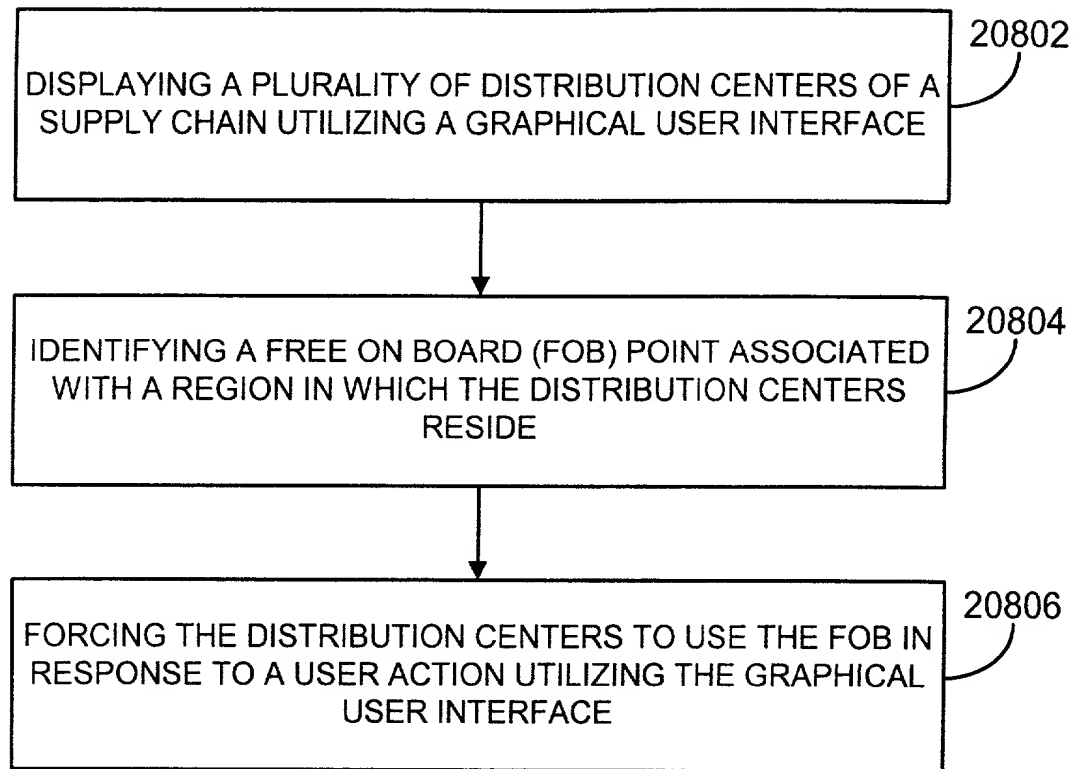 20802
DISPLAYING A PLURALITY OF DISTRIBUTION CENTERS OF A
SUPPLY CHAIN UTILIZING A GRAPHICAL USER INTERFACE
20804
IDENTIFYING A FREE ON BOARD (FOB) POINT ASSOCIATED
WITH A REGION IN WHICH THE DISTRIBUTION CENTERS
RESIDE
20806
FORCING THE DISTRIBUTION CENTERS TO USE THE FOB IN
RESPONSE TO A USER ACTION UTILIZING THE GRAPHICAL
USER INTERFACE